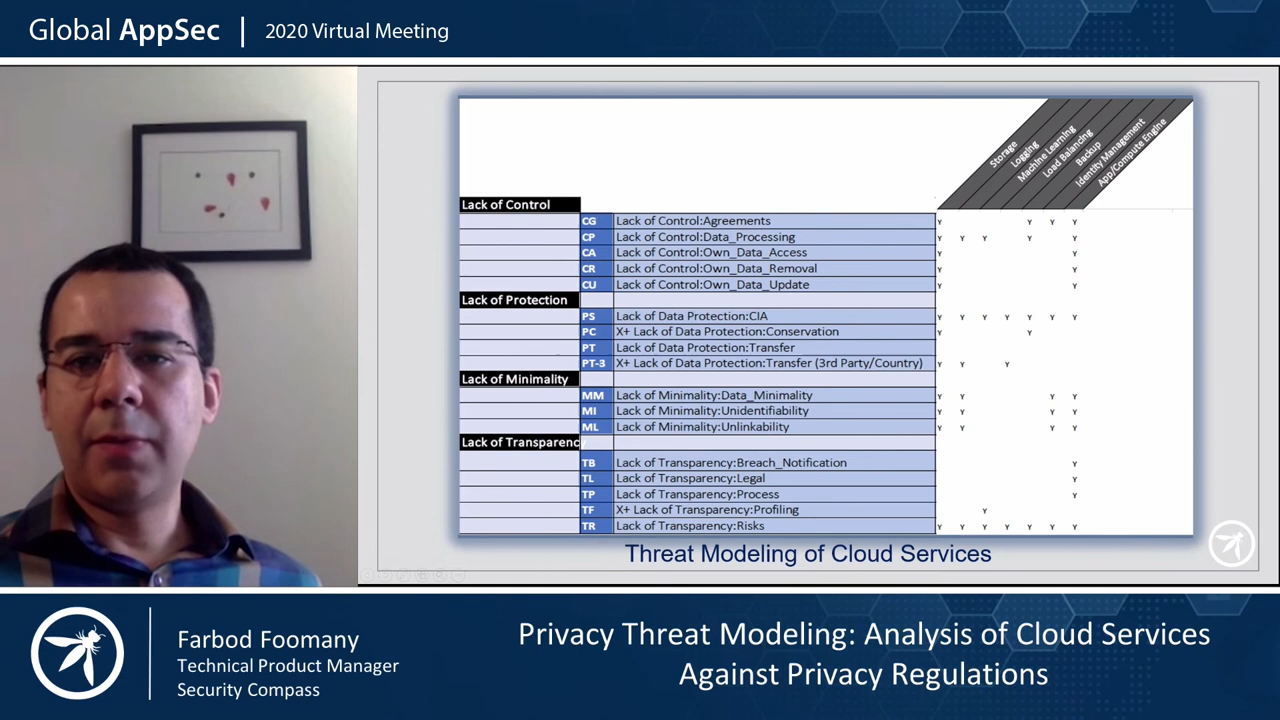 Global AppSec | 2020 Virtual Meeting
Storage
Logging
Machine Learning
Load Balancing
Backup
Identity Management
App/Compute Engine
Lack of Control
CG Lack of Control:Agreements Y Y Y Y
CP Lack of Control:Data_Processing Y Y Y Y Y
CA Lack of Control:Own_Data_Access Y Y
CR Lack of Control:Own_Data_Removal Y Y
CU Lack of Control:Own_Data_Update Y Y
Lack of Protection
PS Lack of Data Protection:CIA Y Y Y Y Y Y Y
PC X+ Lack of Data Protection:Conservation Y Y
PT Lack of Data Protection:Transfer
PT-3 X+ Lack of Data Protection:Transfer (3rd Party/Country) Y Y Y
Lack of Minimality
MM Lack of Minimality:Data_Minimality Y Y Y Y
MI Lack of Minimality:Unidentifiability Y Y Y Y
ML Lack of Minimality:Unlinkability Y Y Y Y
Lack of Transparency
TB Lack of Transparency:Breach_Notification Y
TL Lack of Transparency:Legal Y
TP Lack of Transparency:Process Y
TF X+ Lack of Transparency:Profiling Y
TR Lack of Transparency:Risks Y Y Y Y Y Y Y
Threat Modeling of Cloud Services
Farbod Foomany
Technical Product Manager
Security Compass
Privacy Threat Modeling: Analysis of Cloud Services
Against Privacy Regulations